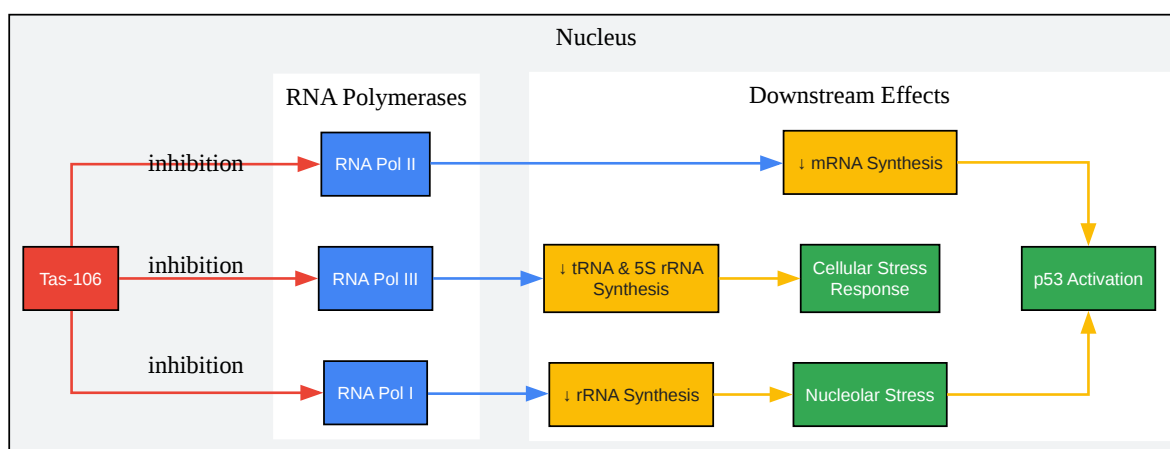 Nucleus
RNA Polymerases
Downstream Effects
inhibition
RNA Pol II
↓ mRNA Synthesis
Tas-106
inhibition
RNA Pol III
↓ tRNA & 5S rRNA
Synthesis
Cellular Stress
Response
p53 Activation
inhibition
RNA Pol I
↓ rRNA Synthesis
Nucleolar Stress